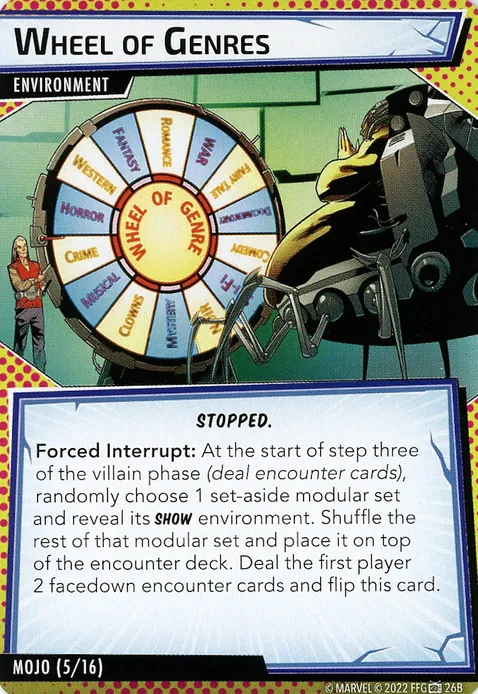 WHEEL OF GENRES
ENVIRONMENT
ROMANCE
WAR
FAIRY TALE
DOCUMENTARY
COMEDY
SCI-FI
NOIR
WHEEL OF GENRE
FANTASY
WESTERN
HORROR
CRIME
MUSICAL
CLOWNS
STOPPED.
Forced Interrupt: At the start of step three
of the villain phase (deal encounter cards),
randomly choose 1 set-aside modular set
and reveal its SHOW environment. Shuffle the
rest of that modular set and place it on top
of the encounter deck. Deal the first player
2 facedown encounter cards and flip this card.
MOJO (5/16)
© MARVEL © 2022 FFG 26B